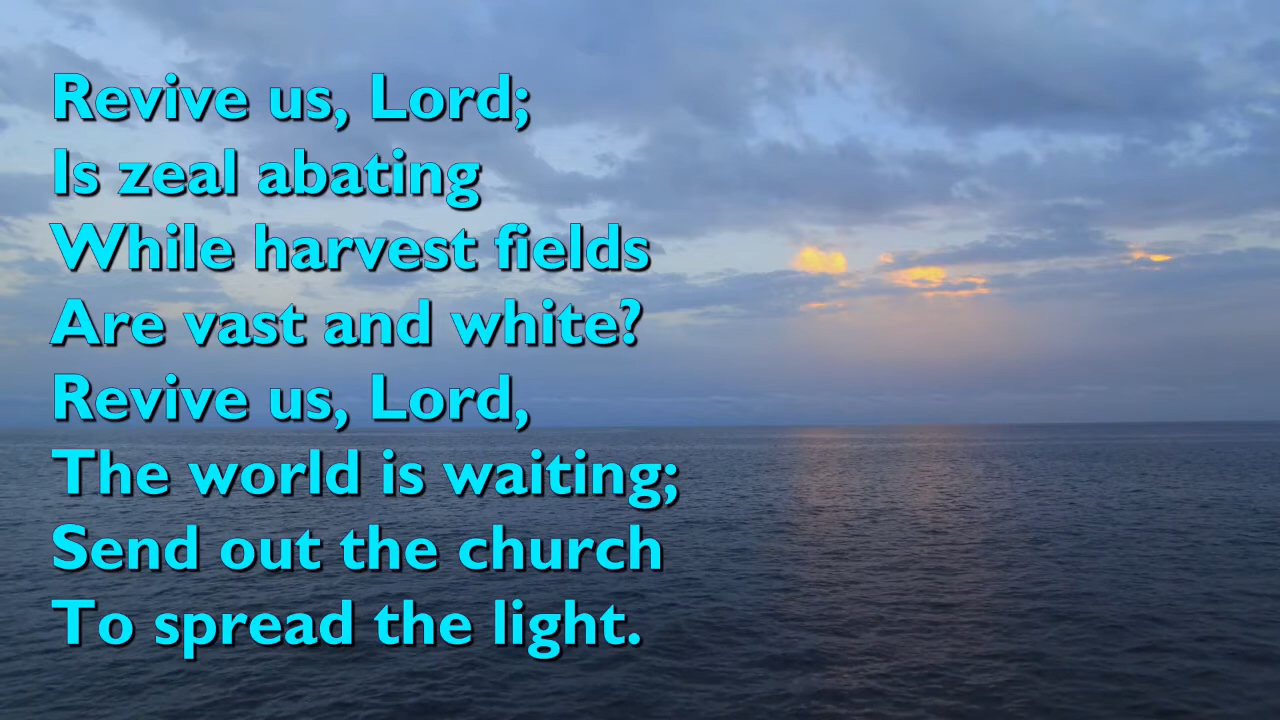 Revive us, Lord;
Is zeal abating
While harvest fields
Are vast and white?
Revive us, Lord,
The world is waiting;
Send out the church
To spread the light.